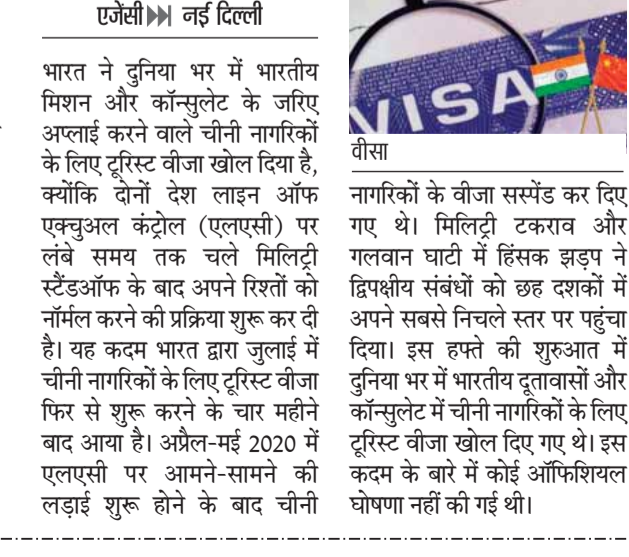 एजेंसी नई दिल्ली
भारत ने दुनिया भर में भारतीय
मिशन और कॉन्सुलेट के जरिए
अप्लाई करने वाले चीनी नागरिकों
के लिए टूरिस्ट वीजा खोल दिया है,
क्योंकि दोनों देश लाइन ऑफ
एक्चुअल कंट्रोल (एलएसी) पर
लंबे समय तक चले मिलिट्री
स्टैंडऑफ के बाद अपने रिश्तों को
नॉर्मल करने की प्रक्रिया शुरू कर दी
है। यह कदम भारत द्वारा जुलाई में
चीनी नागरिकों के लिए टूरिस्ट वीजा
फिर से शुरू करने के चार महीने
बाद आया है। अप्रैल-मई 2020 में
एलएसी पर आमने-सामने की
लड़ाई शुरू होने के बाद चीनी
VISA
वीसा
नागरिकों के वीजा सस्पेंड कर दिए
गए थे। मिलिट्री टकराव और
गलवान घाटी में हिंसक झड़प ने
द्विपक्षीय संबंधों को छह दशकों में
अपने सबसे निचले स्तर पर पहुंचा
दिया। इस हफ्ते की शुरुआत में
दुनिया भर में भारतीय दूतावासों और
कॉन्सुलेट में चीनी नागरिकों के लिए
टूरिस्ट वीजा खोल दिए गए थे। इस
कदम के बारे में कोई ऑफिशियल
घोषणा नहीं की गई थी।